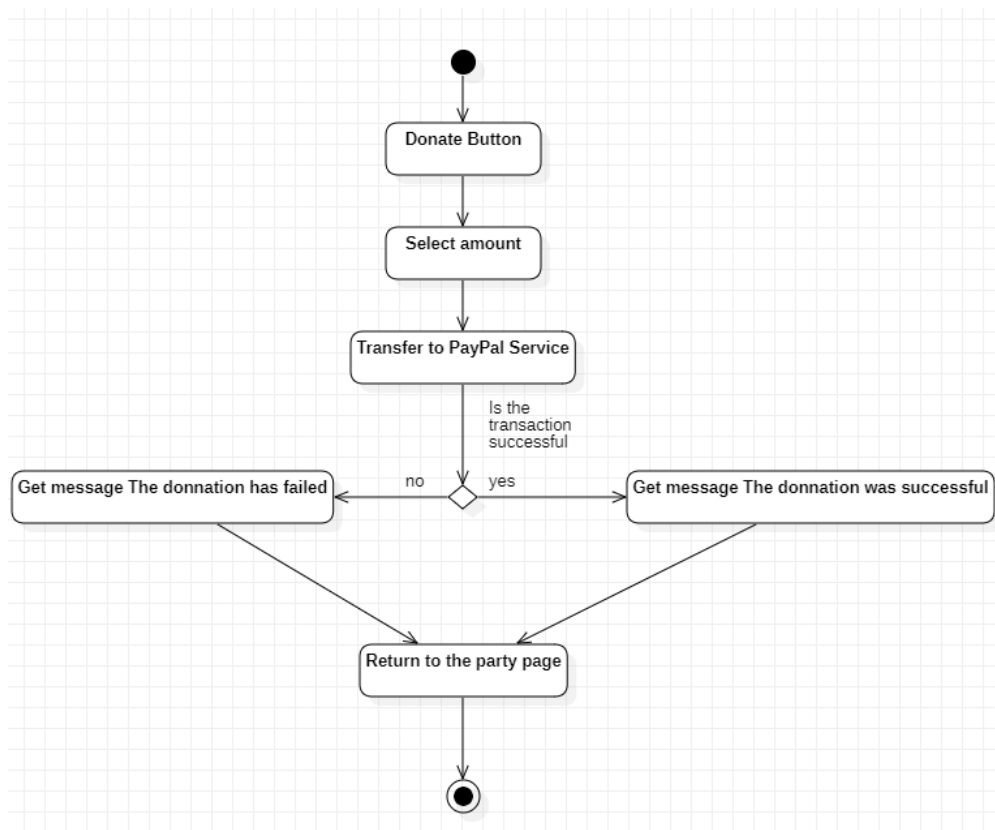 Donate Button
Select amount
Transfer to PayPal Service
Is the
transaction
successful
no
yes
Get message The donnation has failed
Get message The donnation was successful
Return to the party page